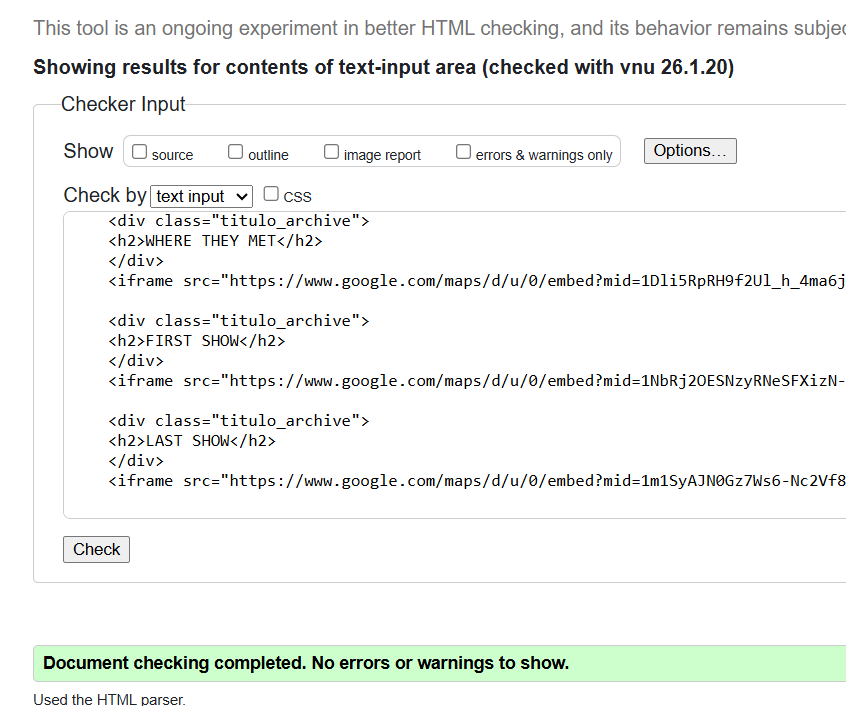 This tool is an ongoing experiment in better HTML checking, and its behavior remains
Showing results for contents of text-input area (checked with vnu 26.1.20)
Checker Input
Show source outline image report errors & warnings only Options...
Check by text input CSS
<div class="titulo_archive">
<h2>WHERE THEY MET</h2>
</div>
<iframe src="https://www.google.com/maps/d/u/0/embed?mid=1Dli5RpRH9f2Ul_h_4ma6j
<div class="titulo_archive">
<h2>FIRST SHOW</h2>
</div>
<iframe src="https://www.google.com/maps/d/u/0/embed?mid=1NbRj2OESNzyRNeSFXizN-
<div class="titulo_archive">
<h2>LAST SHOW</h2>
</div>
<iframe src="https://www.google.com/maps/d/u/0/embed?mid=1m1SyAJN0Gz7Ws6-Nc2Vf8
Check
Document checking completed. No errors or warnings to show.
Used the HTML parser.